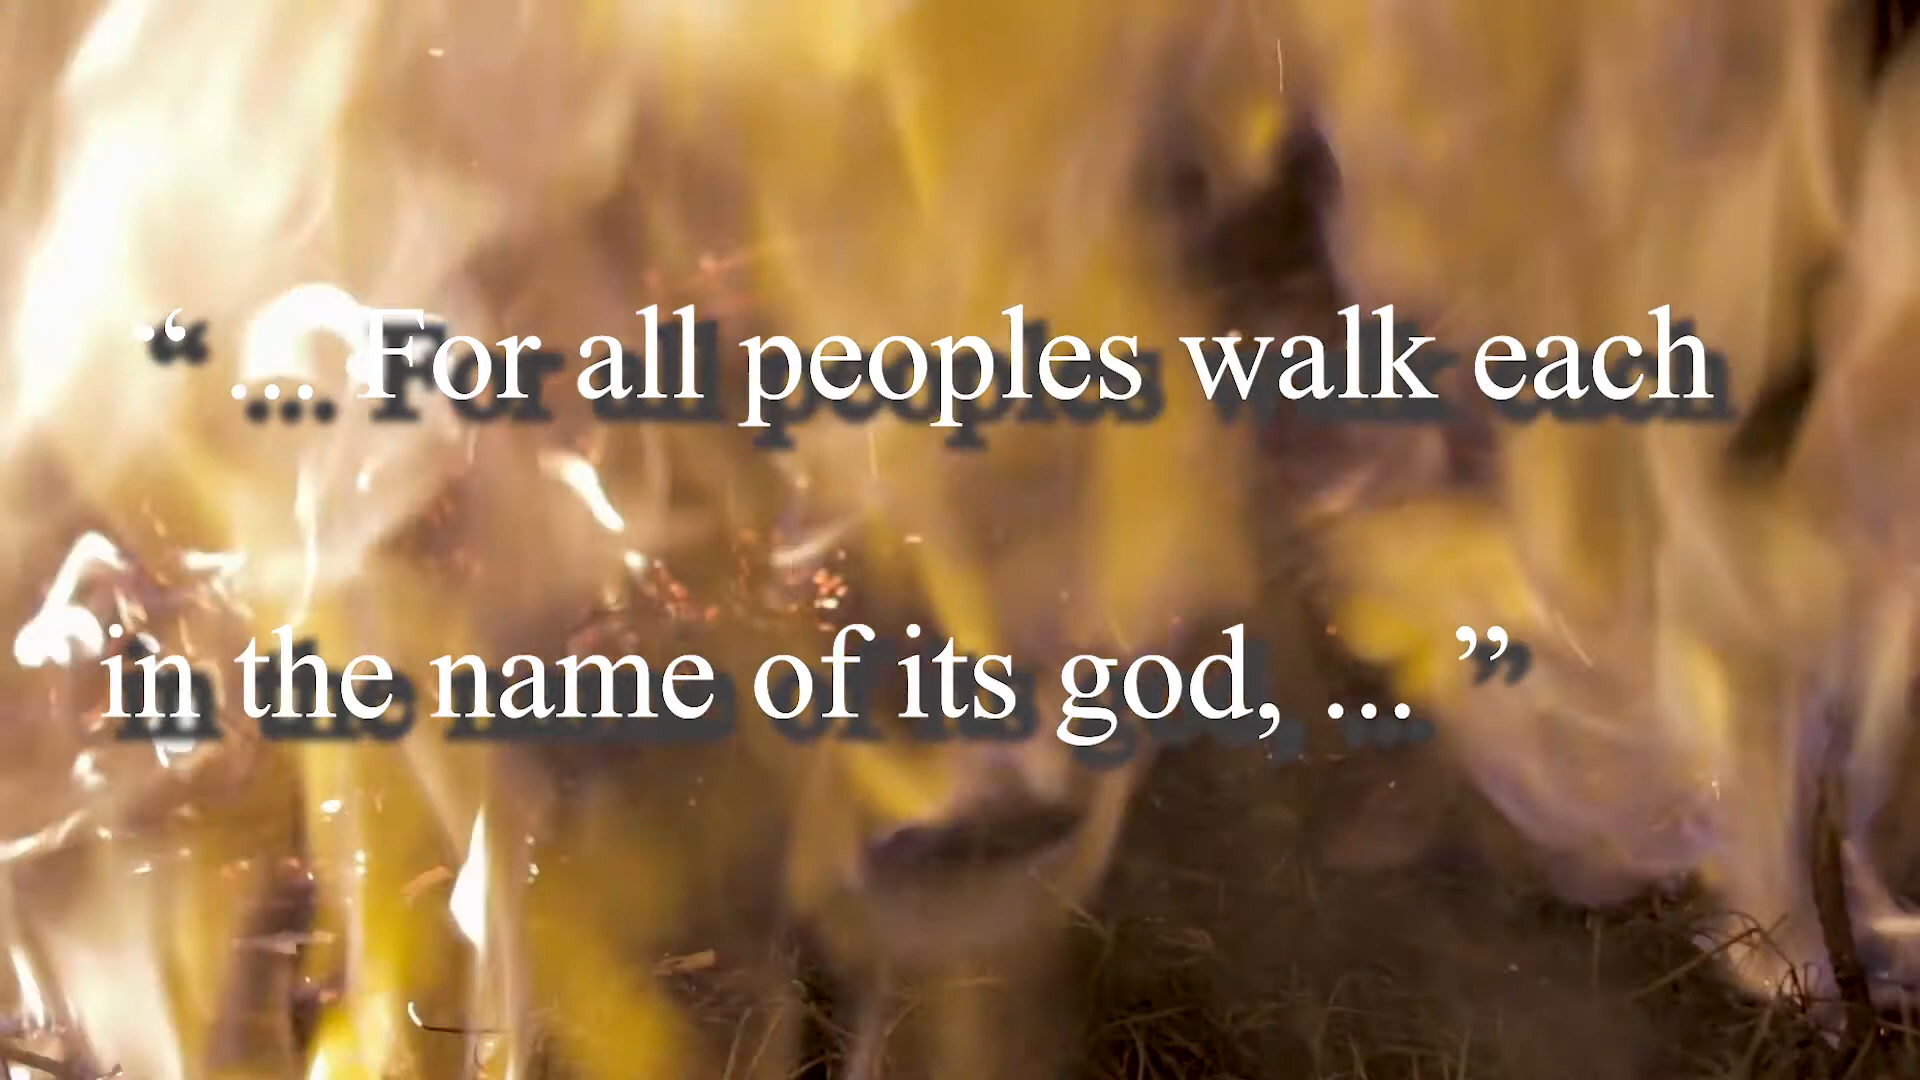 “ ... For all peoples walk each
in the name of its god, ... ”